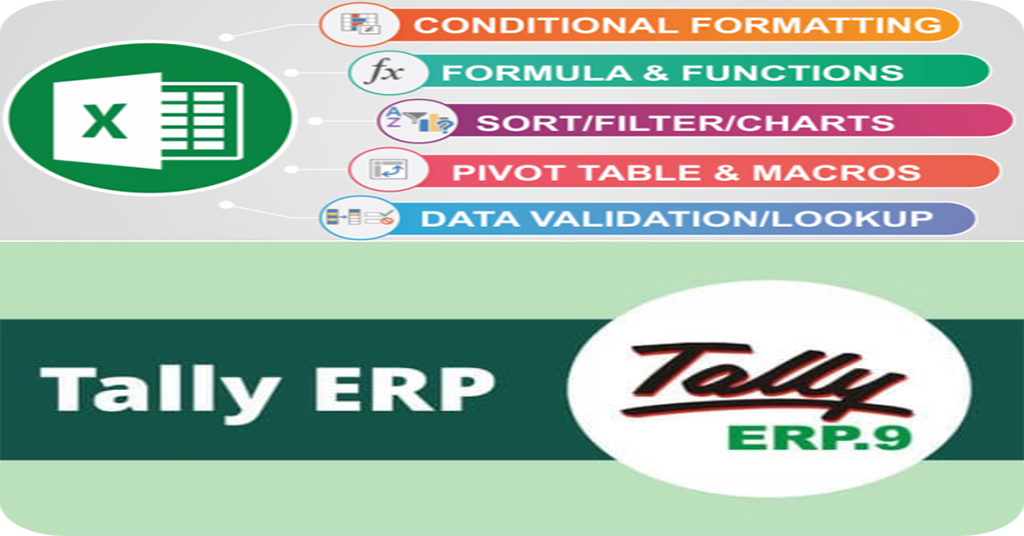 CONDITIONAL FORMATTING
fx FORMULA & FUNCTIONS
AZ SORT/FILTER/CHARTS
X
PIVOT TABLE & MACROS
DATA VALIDATION/LOOKUP
Tally ERP
Tally
ERP.9